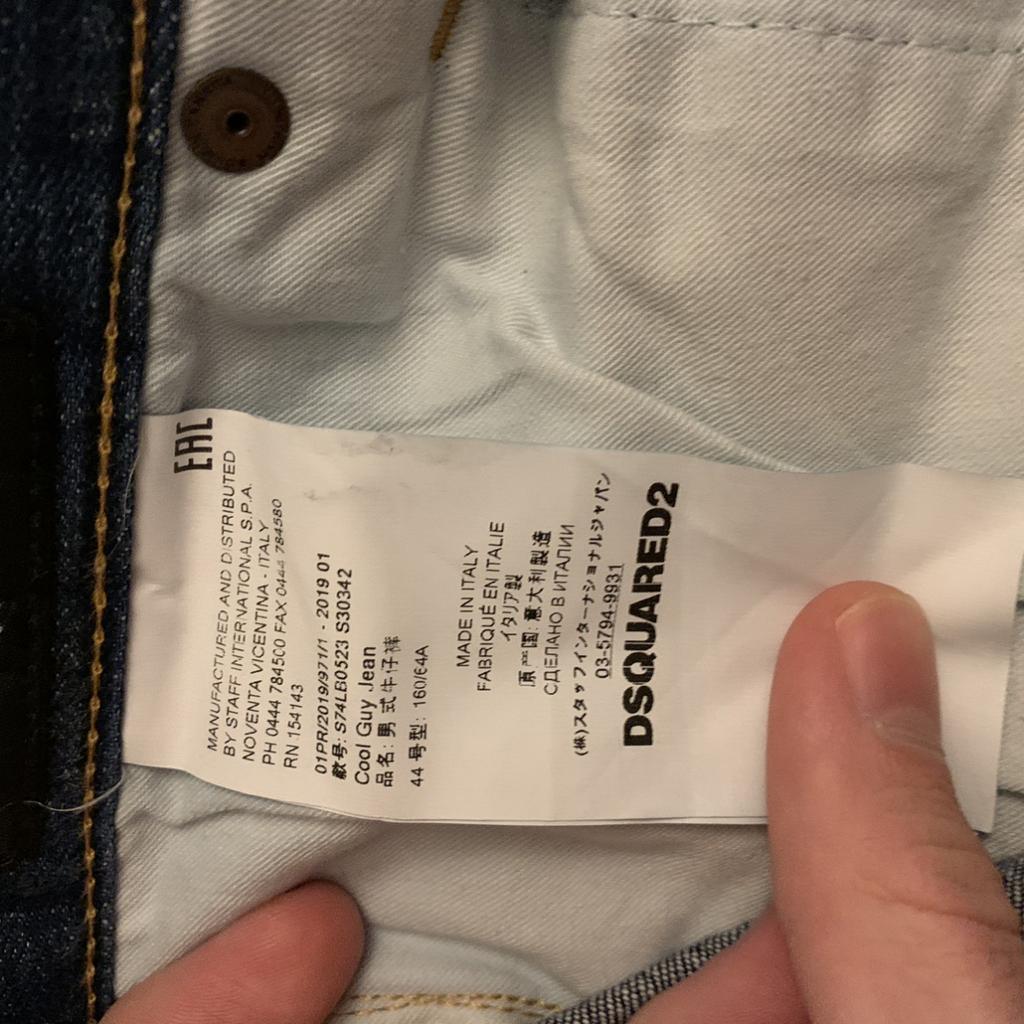 EAC
MANUFACTURED AND DISTRIBUTED
BY STAFF INTERNATIONAL S.P.A.
NOVENTA VICENTINA - ITALY
PH 0444 784500 FAX 0444 784580
RN 154143
01PR/2019/971/1 - 2019 01
款号: S74LB0523 S30342
Cool Guy Jean
品名: 男式牛仔裤
44 号型: 160/64A
MADE IN ITALY
FABRIQUÉ EN ITALIE
イタリア製
原产国: 意大利製造
СДЕЛАНО В ИТАЛИИ
(株)スタッフインターナショナルジャパン
03-5794-9931
DSQUARED2